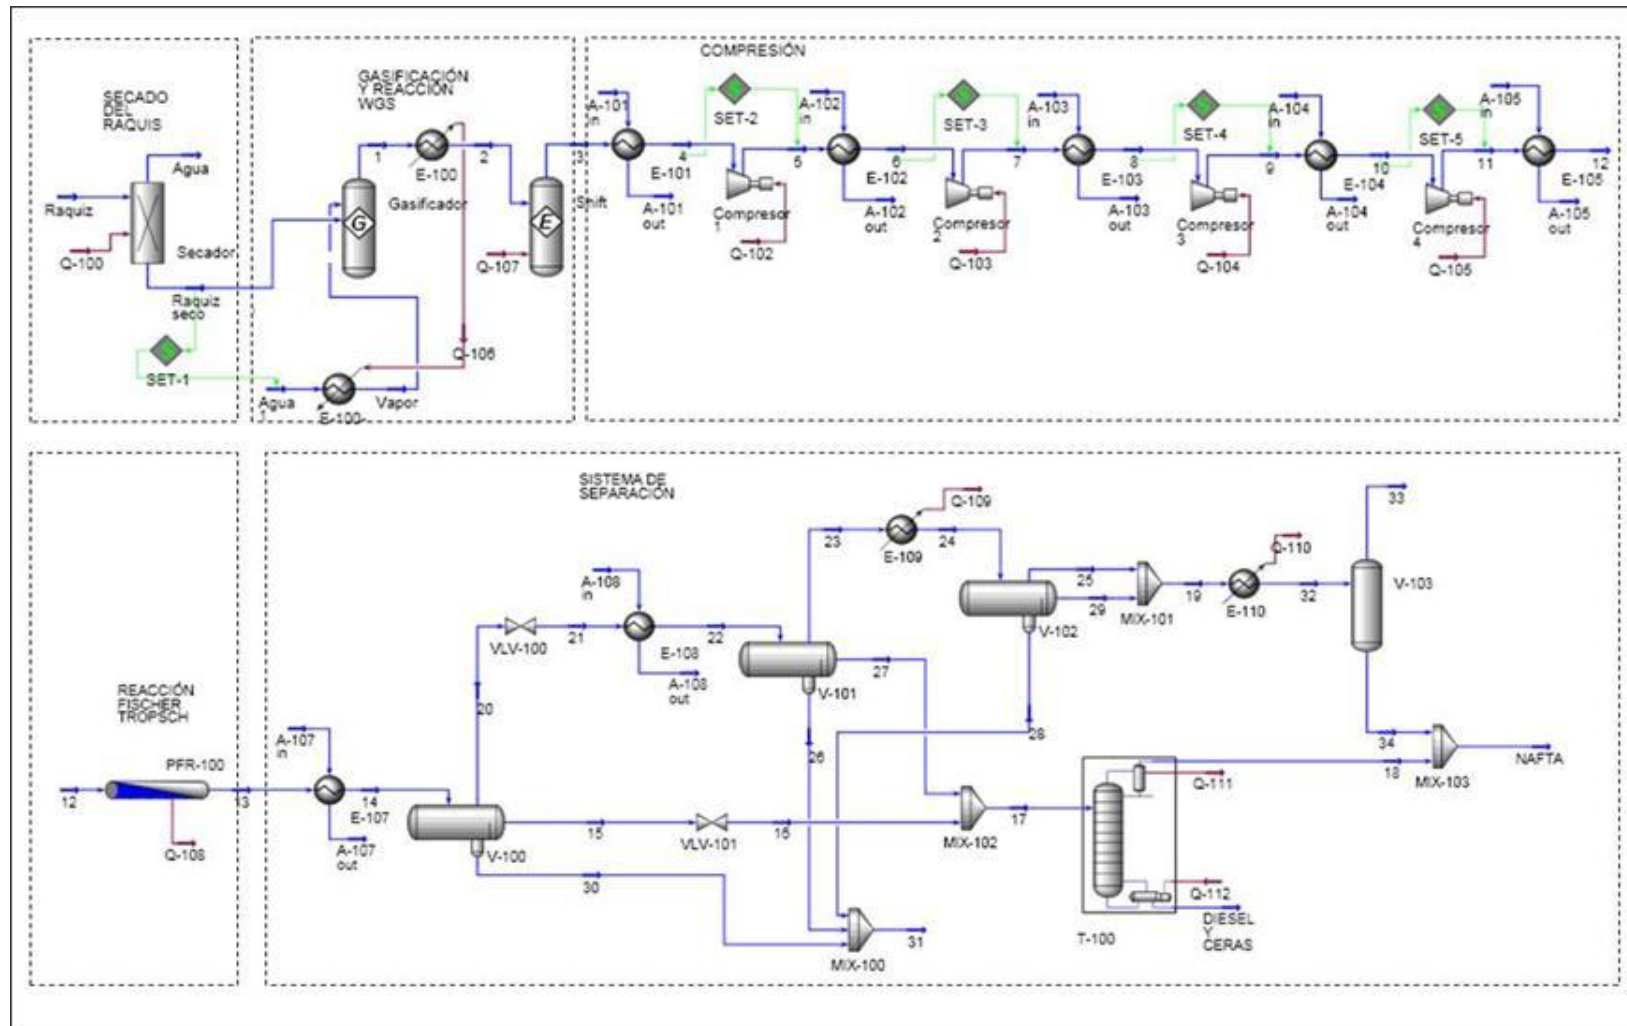 SECADO
DEL
RAQUIS
Agua
Raquiz
Q-100
Secador
Raquiz
seco
SET-1
GASIFICACIÓN
Y REACCIÓN
WGS
1
E-100
2
G
Gasificador
E
Shift
Q-107
Q-106
Agua
1
E-100-
Vapor
COMPRESIÓN
3
A-101
in
E-101
A-101
out
4
SET-2
Compresor
1
Q-102
5
A-102
in
E-102
A-102
out
6
SET-3
Compresor
2
Q-103
7
A-103
in
E-103
A-103
out
8
SET-4
Compresor
3
Q-104
9
A-104
in
E-104
A-104
out
10
SET-5
Compresor
4
Q-105
11
A-105
in
E-105
A-105
out
12
REACCIÓN
FISCHER
TROPSCH
12
PFR-100
Q-108
13
SISTEMA DE
SEPARACIÓN
A-107
in
E-107
A-107
out
14
V-100
20
VLV-100
21
A-108
in
E-108
A-108
out
22
V-101
23
E-109
Q-109
24
V-102
25
29
MIX-101
19
E-110
Q-110
32
V-103
33
34
27
26
28
15
VLV-101
16
MIX-102
17
30
MIX-100
31
T-100
Q-111
Q-112
DIESEL
Y
CERAS
18
MIX-103
NAFTA